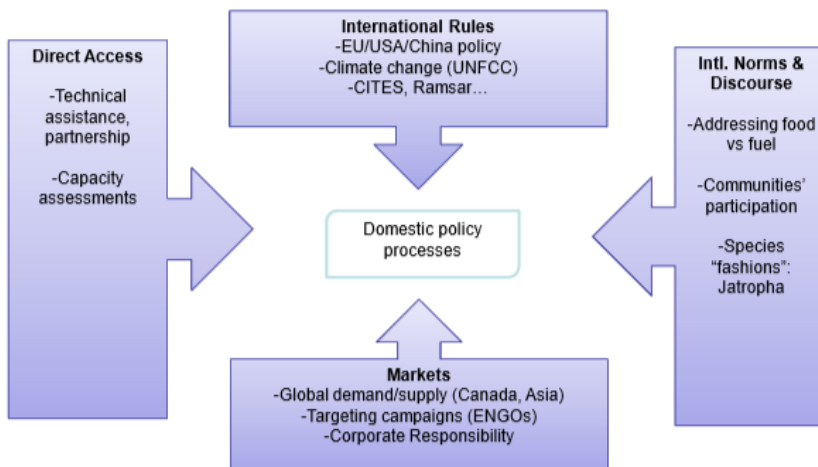 International Rules
-EU/USA/China policy
-Climate change (UNFCC)
-CITES, Ramsar…
Direct Access
-Technical
assistance,
partnership
-Capacity
assessments
Intl. Norms &
Discourse
-Addressing food
vs fuel
-Communities’
participation
-Species
“fashions”:
Jatropha
Domestic policy
processes
Markets
-Global demand/supply (Canada, Asia)
-Targeting campaigns (ENGOs)
-Corporate Responsibility